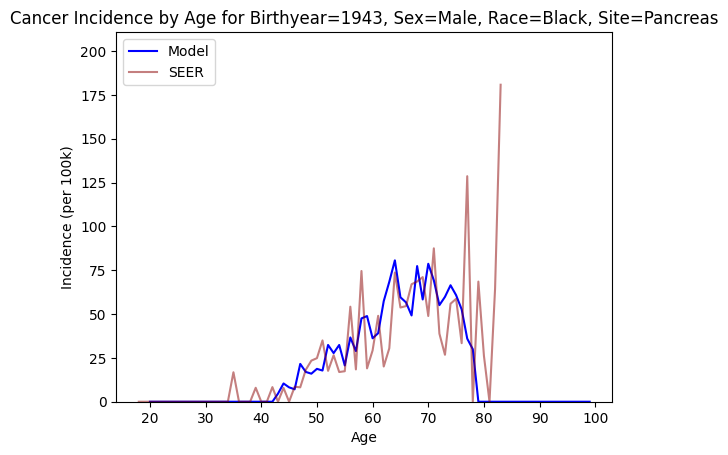 Cancer Incidence by Age for Birthyear=1943, Sex=Male, Race=Black, Site=Pancreas
Model
SEER
200
175
150
125
100
75
50
25
0
Incidence (per 100k)
20 30 40 50 60 70 80 90 100
Age